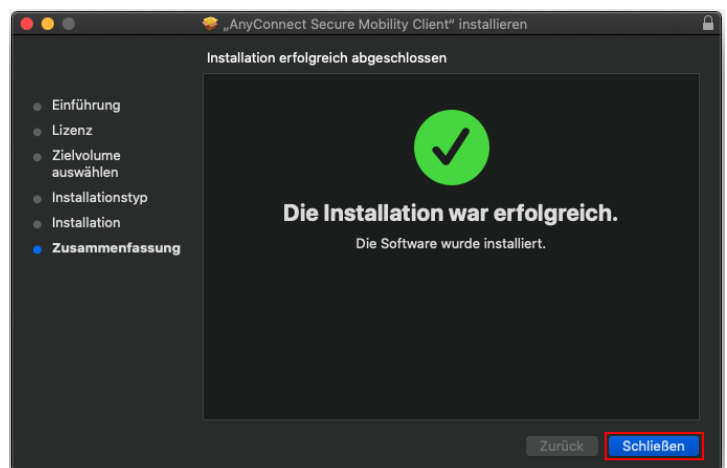 „AnyConnect Secure Mobility Client“ installieren
Installation erfolgreich abgeschlossen
Einführung
Lizenz
Zielvolume
auswählen
Installationstyp
Installation
Zusammenfassung
Die Installation war erfolgreich.
Die Software wurde installiert.
Zurück
Schließen